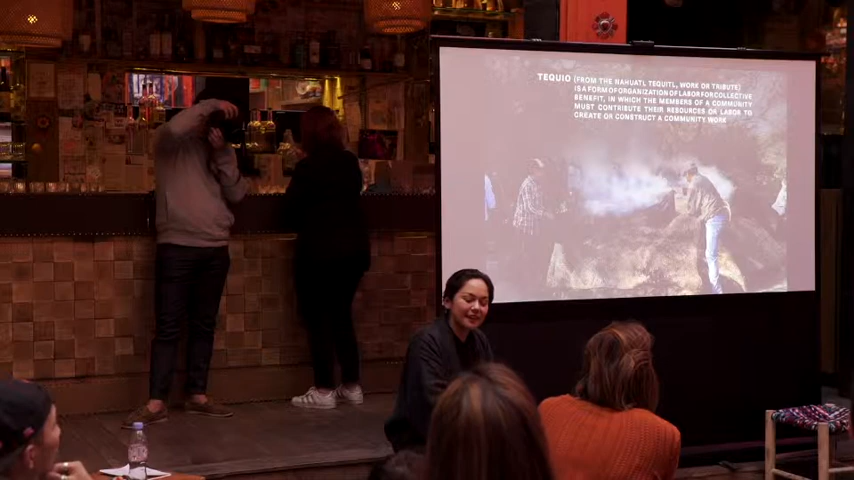 TEQUIO (FROM THE NAHUATL TEQUITL, WORK OR TRIBUTE)
IS A FORM OF ORGANIZATION OF LABOR FOR COLLECTIVE
BENEFIT, IN WHICH THE MEMBERS OF A COMMUNITY
MUST CONTRIBUTE THEIR RESOURCES OR LABOR TO
CREATE OR CONSTRUCT A COMMUNITY WORK